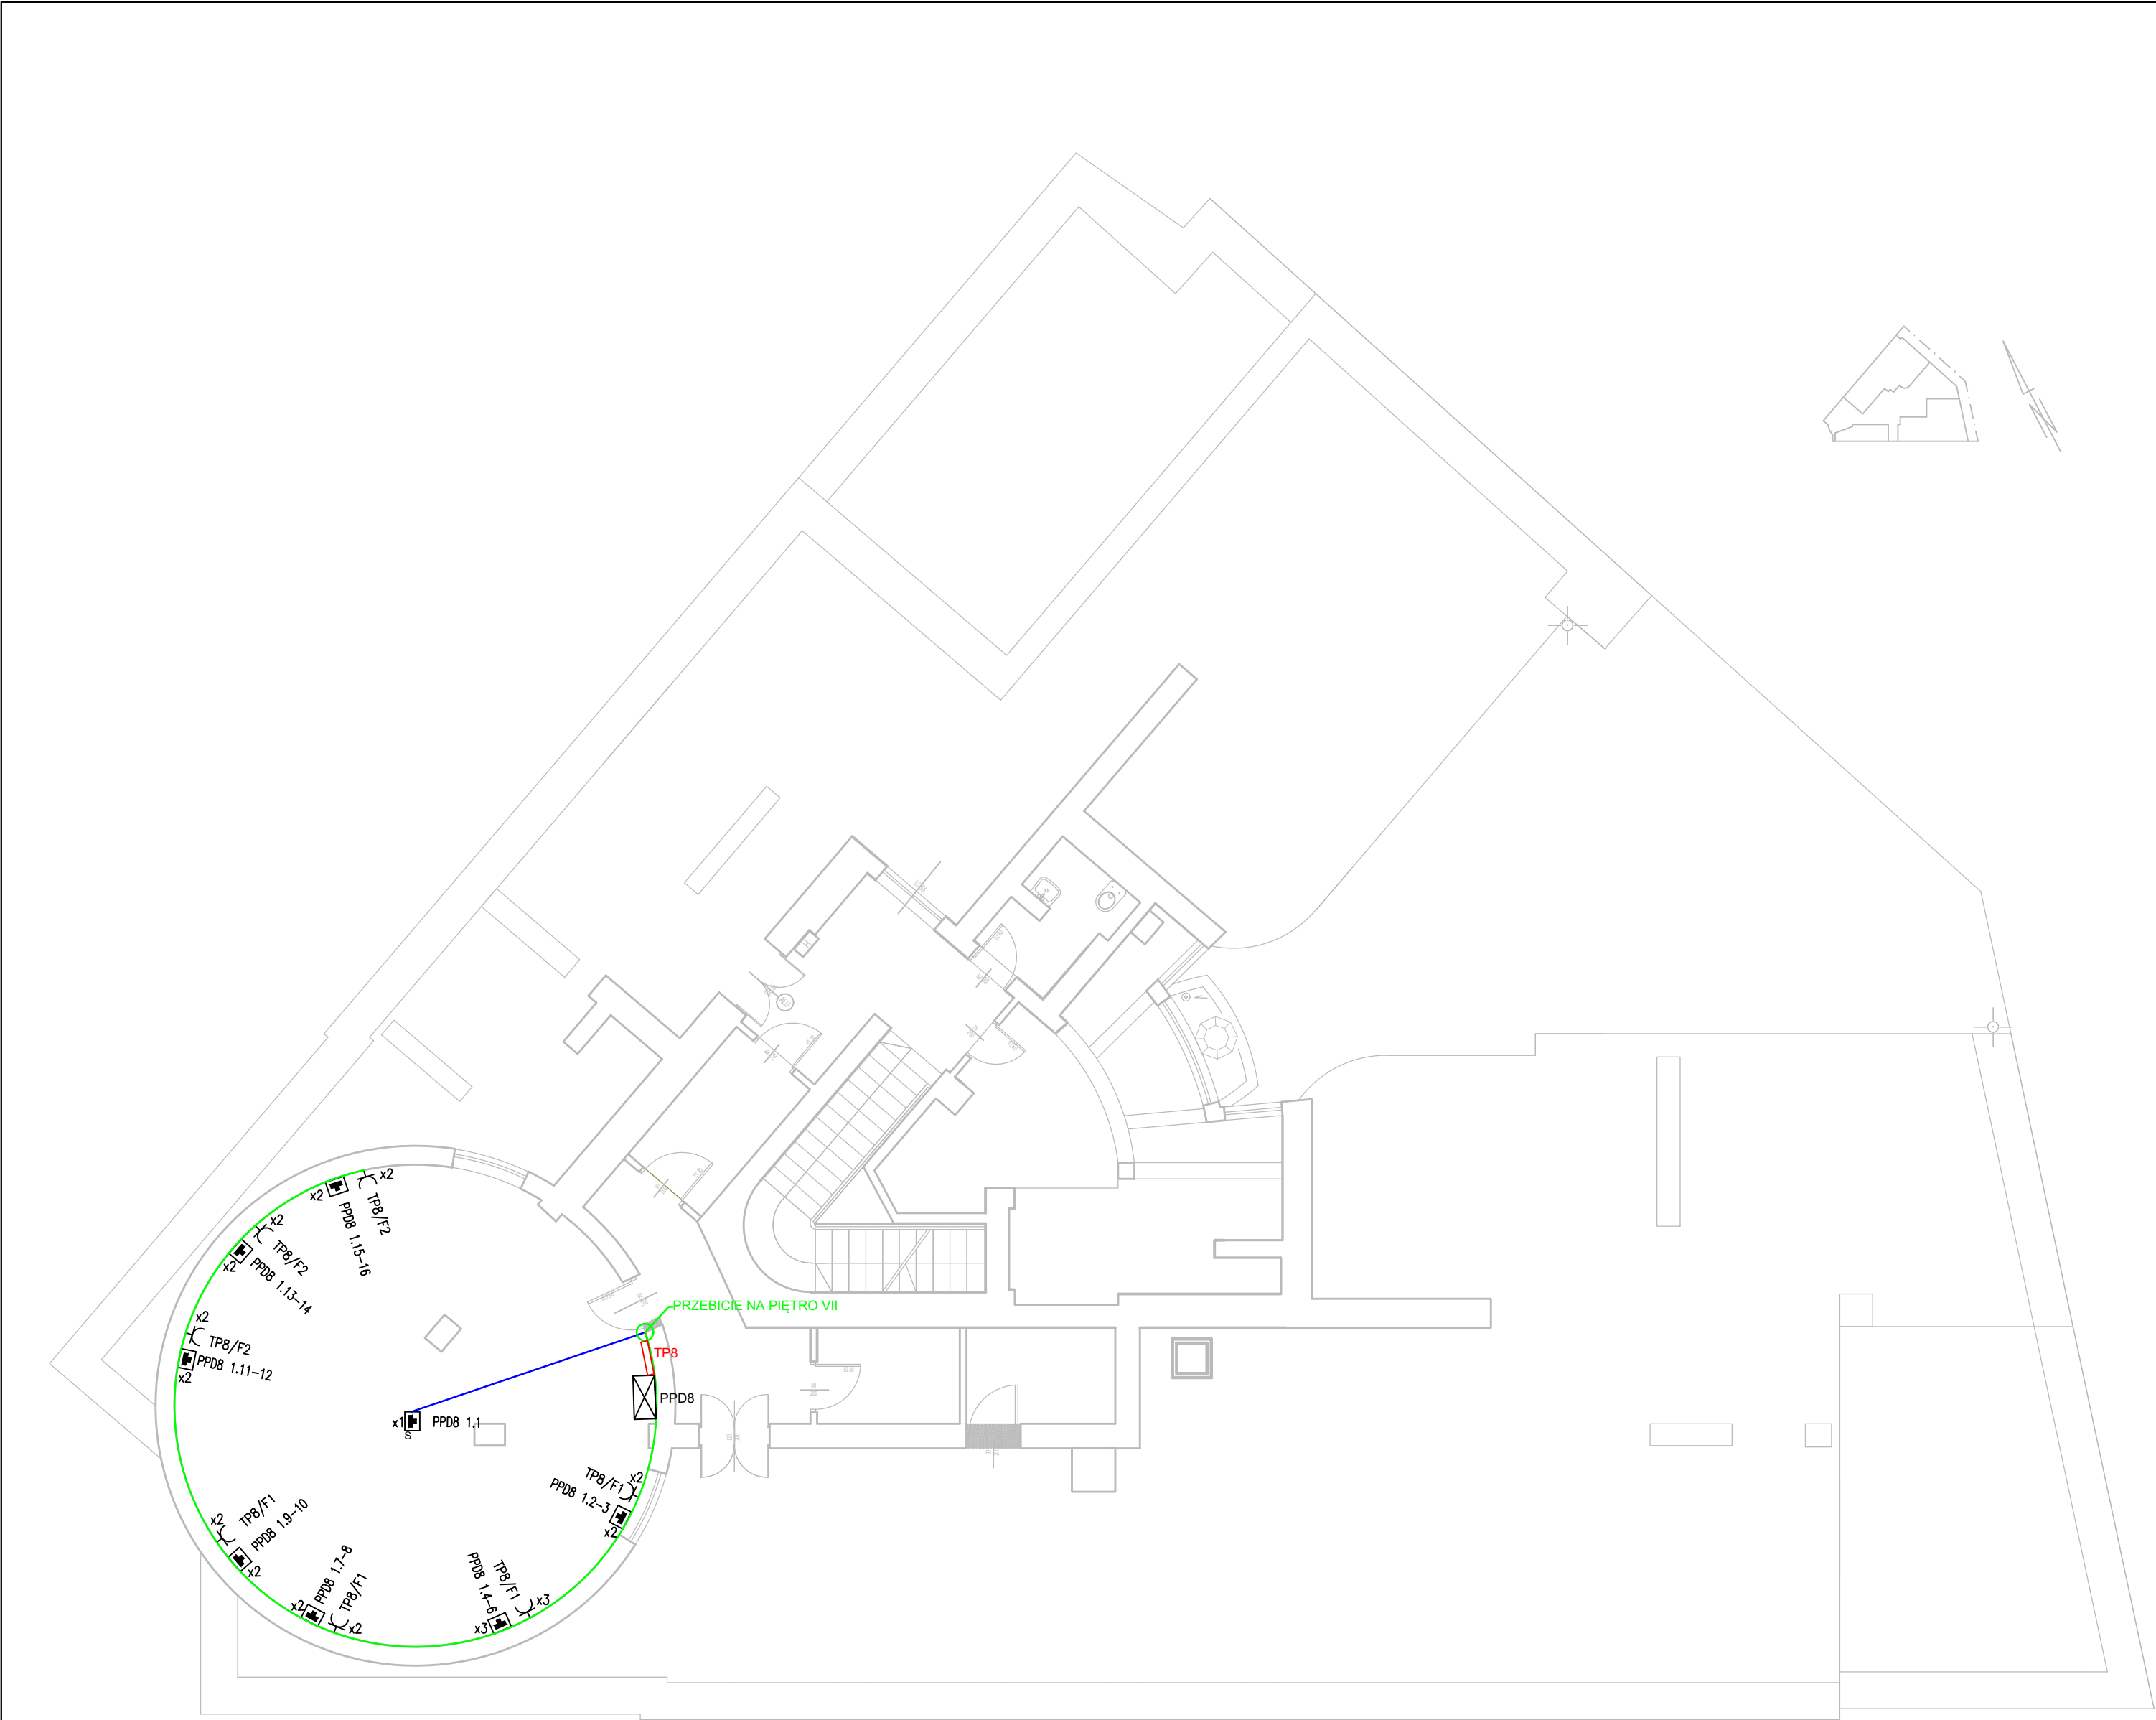 x2
x2
TP8/F2
PPD8 1.15-16
x2
TP8/F2
PPD8 1.13-14
x2
x2
TP8/F2
PPD8 1.11-12
x2
PRZEBICIE NA PIĘTRO VII
TP8
PPD8
x1
PPD8 1.1
S
x2
TP8/F1
PPD8 1.2-3
x2
x2
TP8/F1
PPD8 1.9-10
x2
PPD8 1.7-8
TP8/F1
x2
x2
PPD8 1.4-6
TP8/F1
x3
x3
H